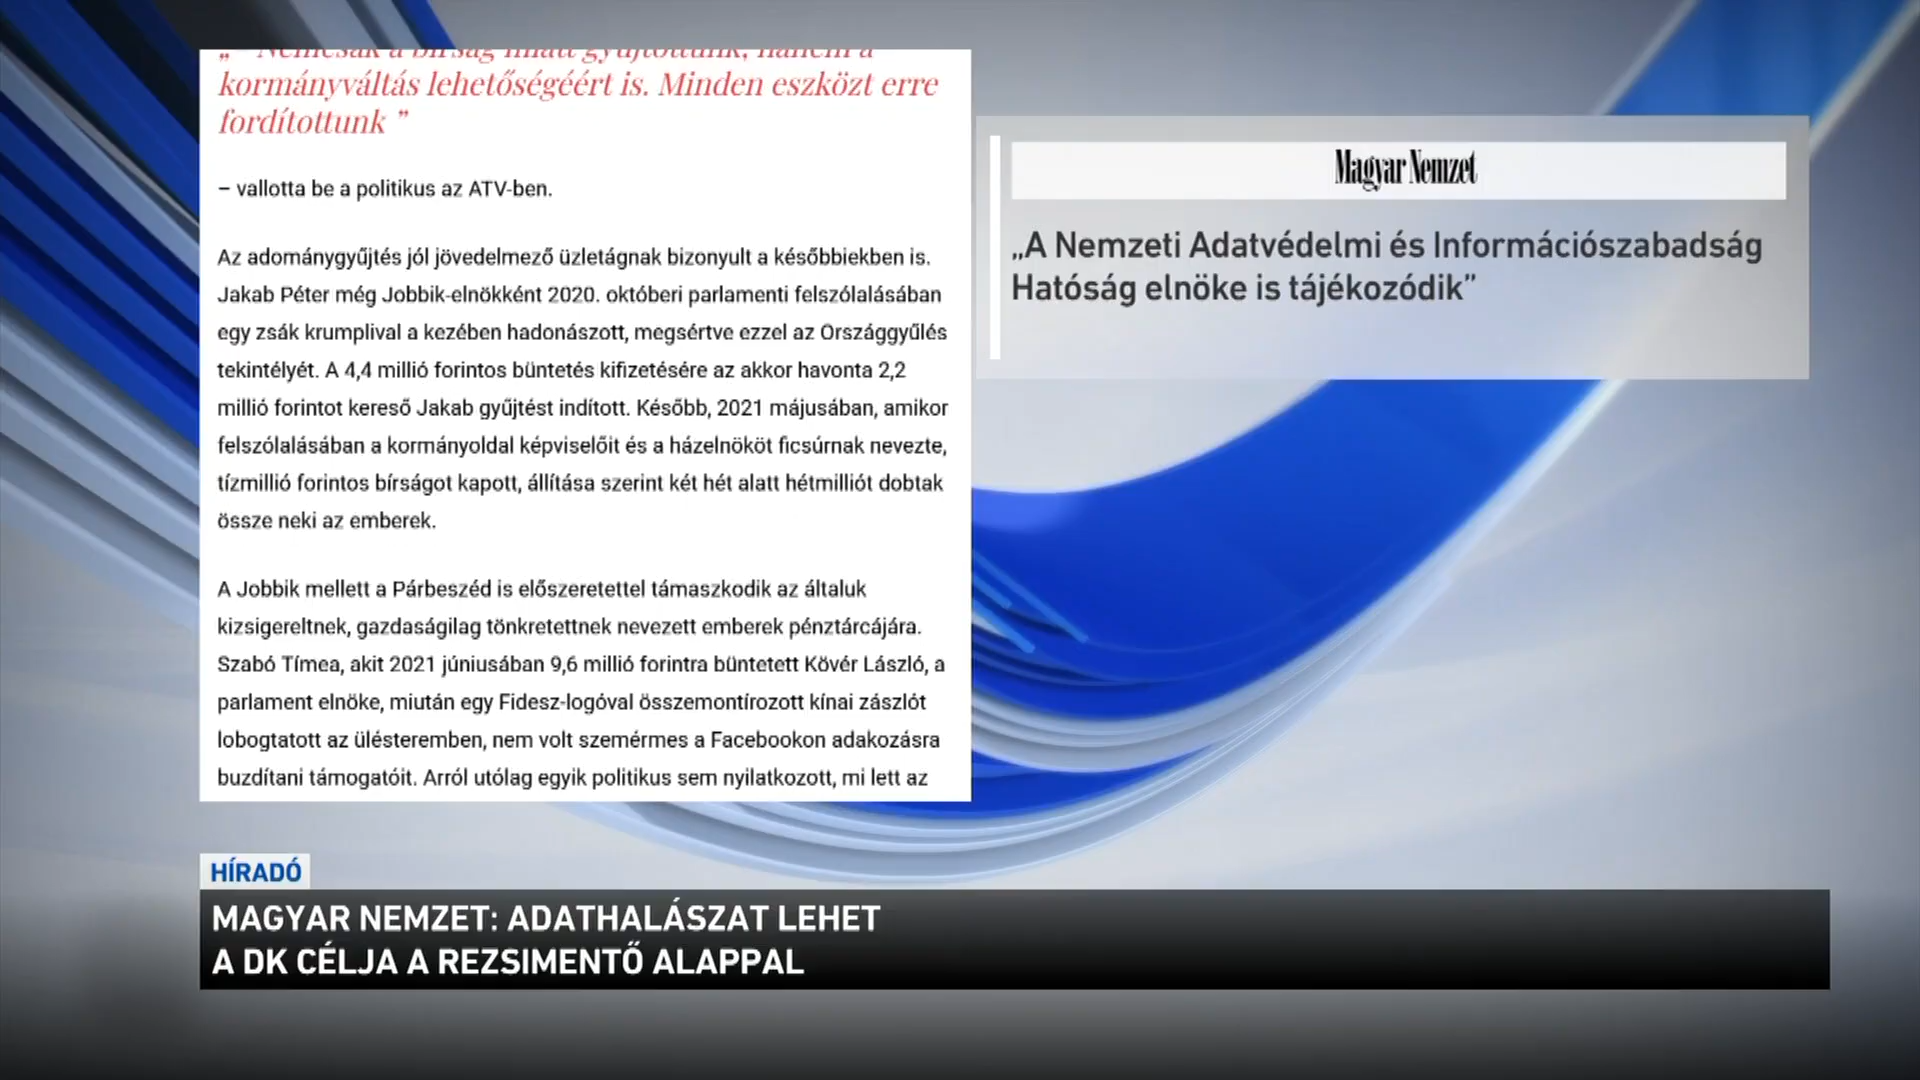 „ Nemcsak a bírság miatt gyűjtöttünk, hanem a
kormányváltás lehetőségéért is. Minden eszközt erre
fordítottunk ”
– vallotta be a politikus az ATV-ben.
Az adománygyűjtés jól jövedelmező üzletágnak bizonyult a későbbiekben is.
Jakab Péter még Jobbik-elnökként 2020. októberi parlamenti felszólalásában
egy zsák krumplival a kezében hadonászott, megsértve ezzel az Országgyűlés
tekintélyét. A 4,4 millió forintos büntetés kifizetésére az akkor havonta 2,2
millió forintot kereső Jakab gyűjtést indított. Később, 2021 májusában, amikor
felszólalásában a kormányoldal képviselőit és a házelnököt ficsúrnak nevezte,
tízmillió forintos bírságot kapott, állítása szerint két hét alatt hétmilliót dobtak
össze neki az emberek.
A Jobbik mellett a Párbeszéd is előszeretettel támaszkodik az általuk
kizsigereltnek, gazdaságilag tönkretettnek nevezett emberek pénztárcájára.
Szabó Tímea, akit 2021 júniusában 9,6 millió forintra büntetett Kövér László, a
parlament elnöke, miután egy Fidesz-logóval összemontírozott kínai zászlót
lobogtatott az ülésteremben, nem volt szemérmes a Facebookon adakozásra
buzdítani támogatóit. Arról utólag egyik politikus sem nyilatkozott, mi lett az
Magyar Nemzet
„A Nemzeti Adatvédelmi és Információszabadság
Hatóság elnöke is tájékozódik”
HÍRADÓ
MAGYAR NEMZET: ADATHALÁSZAT LEHET
A DK CÉLJA A REZSIMENTŐ ALAPPAL